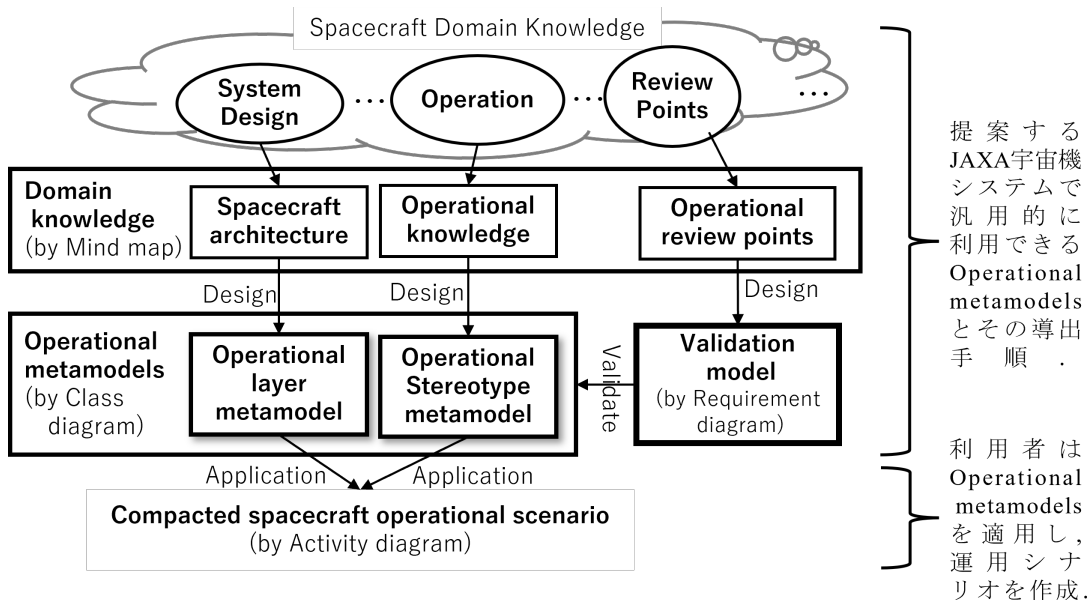 Spacecraft Domain Knowledge
System
Design
...
Operation
...
Review
Points
...
Domain
knowledge
(by Mind map)
Spacecraft
architecture
Operational
knowledge
Operational
review points
Design
Design
Design
Operational
metamodels
(by Class
diagram)
Operational
layer
metamodel
Operational
Stereotype
metamodel
Validate
Validation
model
(by Requirement
diagram)
Application
Application
Compacted spacecraft operational scenario
(by Activity diagram)
提案する
JAXA宇宙機
システムで
汎用的に
利用できる
Operational
metamodels
とその導出
手順.
利用者は
Operational
metamodels
を適用し,
運用シナ
リオを作成.